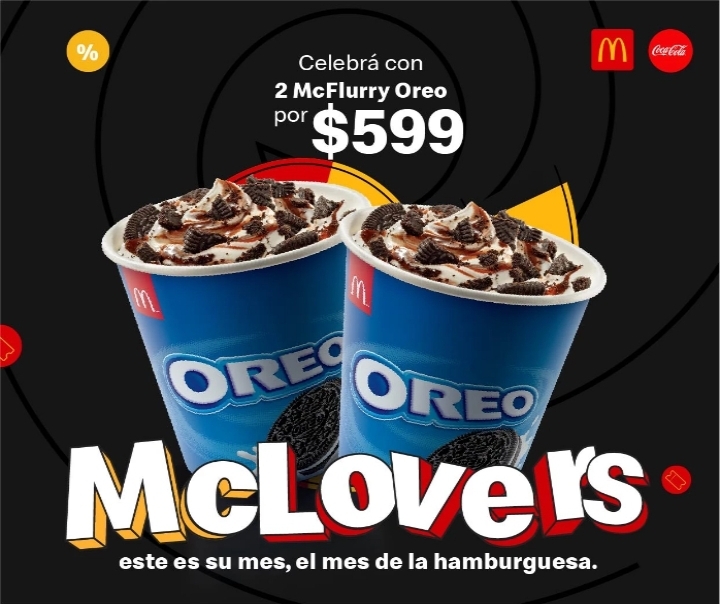 %
Celebrá con
2 McFlurry Oreo
por $599
Coca-Cola
OREO
OREO
McLovers
este es su mes, el mes de la hamburguesa.